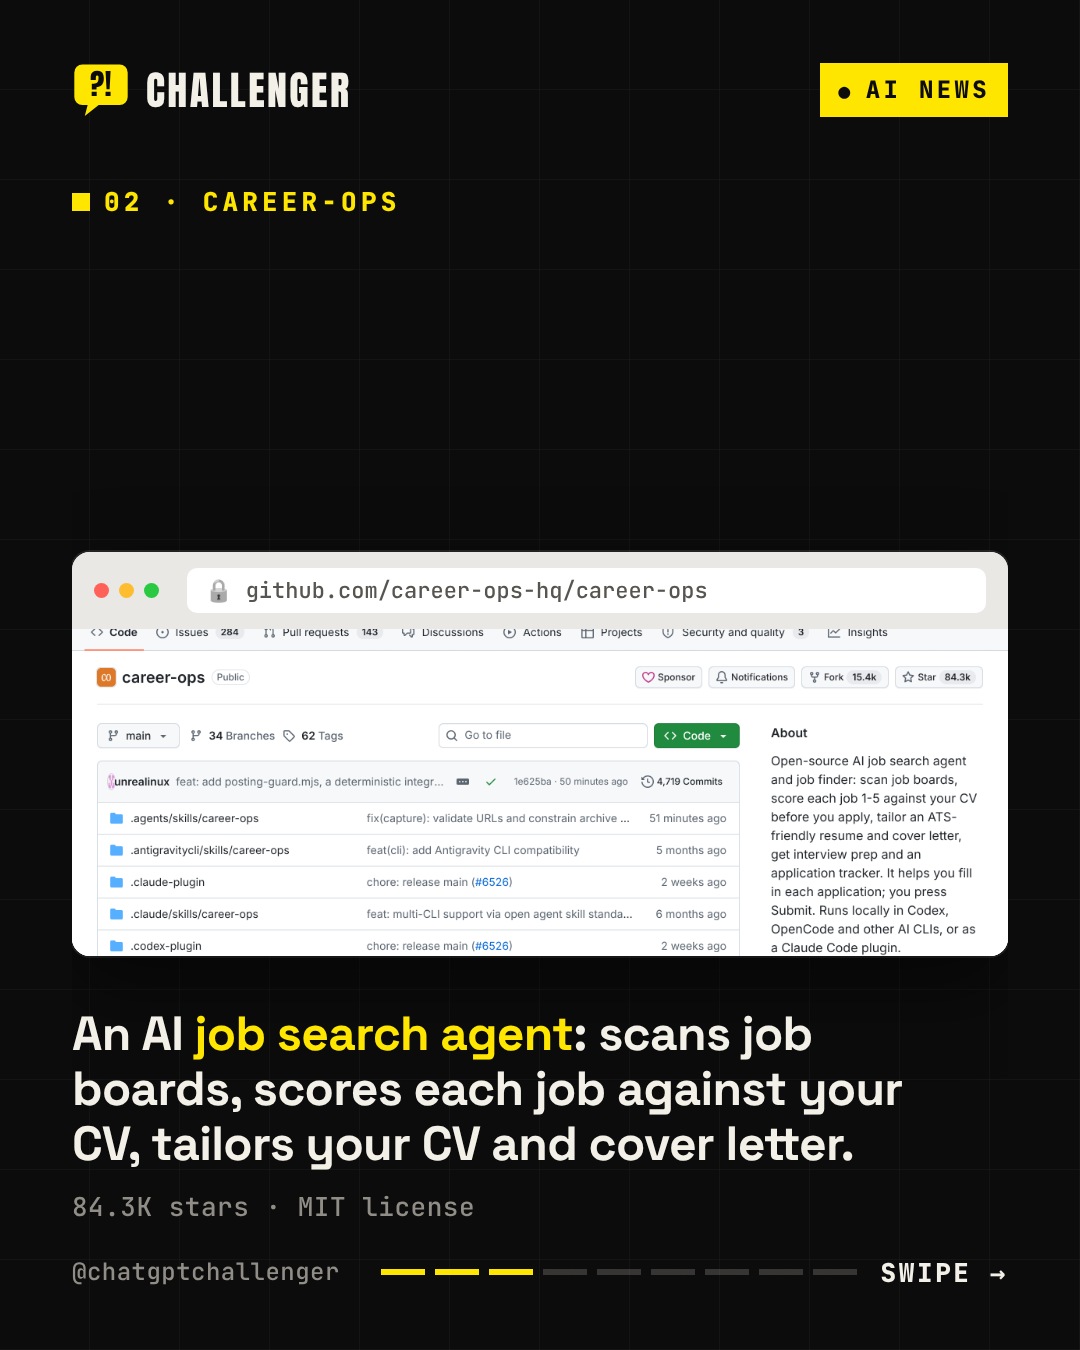 ?! CHALLENGER
● AI NEWS
02 · CAREER-OPS
github.com/career-ops-hq/career-ops
Code Issues 284 Pull requests 143 Discussions Actions Projects Security and quality 3 Insights
career-ops Public Sponsor Notifications Fork 15.4k Star 84.3k
main 34 Branches 62 Tags Go to file Code
unrealinux feat: add posting-guard.mjs, a deterministic integr... 1e625ba · 50 minutes ago 4,719 Commits
.agents/skills/career-ops fix(capture): validate URLs and constrain archive ... 51 minutes ago
.antigravitycli/skills/career-ops feat(cli): add Antigravity CLI compatibility 5 months ago
.claude-plugin chore: release main (#6526) 2 weeks ago
.claude/skills/career-ops feat: multi-CLI support via open agent skill standa... 6 months ago
.codex-plugin chore: release main (#6526) 2 weeks ago
About
Open-source AI job search agent
and job finder: scan job boards,
score each job 1-5 against your CV
before you apply, tailor an ATS-
friendly resume and cover letter,
get interview prep and an
application tracker. It helps you fill
in each application; you press
Submit. Runs locally in Codex,
OpenCode and other AI CLIs, or as
a Claude Code plugin.
An AI job search agent: scans job
boards, scores each job against your
CV, tailors your CV and cover letter.
84.3K stars · MIT license
@chatgptchallenger
SWIPE →